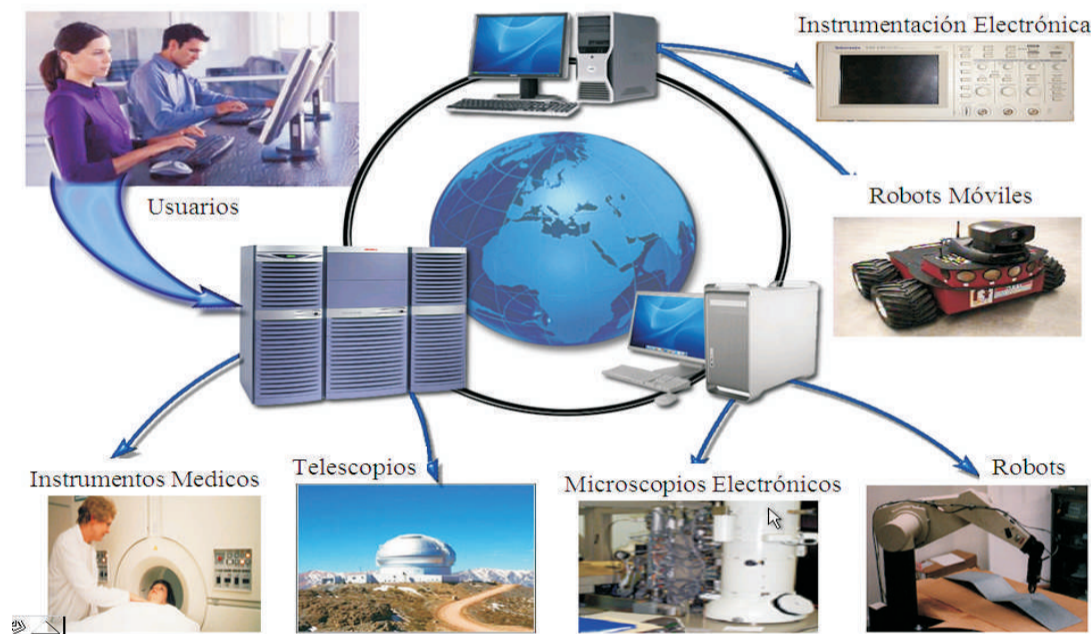 Instrumentación Electrónica
Usuarios
Robots Móviles
Instrumentos Medicos
Telescopios
Microscopios Electrónicos
Robots